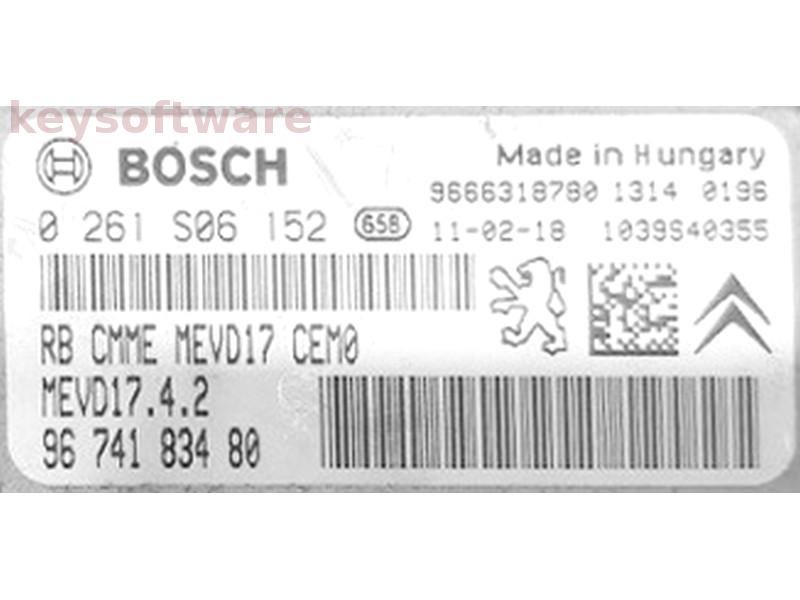 keysoftware
BOSCH
Made in Hungary
9666318780 1314 0196
0 261 S06 152 GSB 11-02-18 1039S40355
RB CMME MEVD17 CEM0
MEVD17.4.2
96 741 834 80